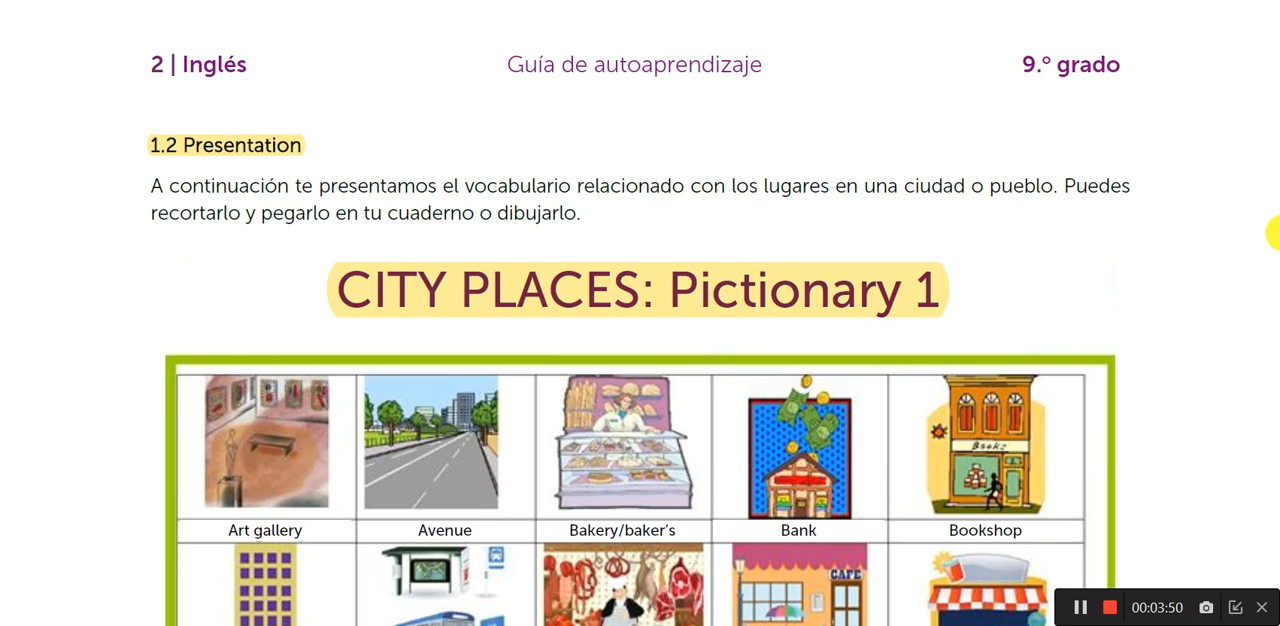 2 | Inglés
Guía de autoaprendizaje
9.º grado
1.2 Presentation
A continuación te presentamos el vocabulario relacionado con los lugares en una ciudad o pueblo. Puedes
recortarlo y pegarlo en tu cuaderno o dibujarlo.
CITY PLACES: Pictionary 1
Books
Art gallery
Avenue
Bakery/baker's
Bank
Bookshop
CAFE
00:03:50